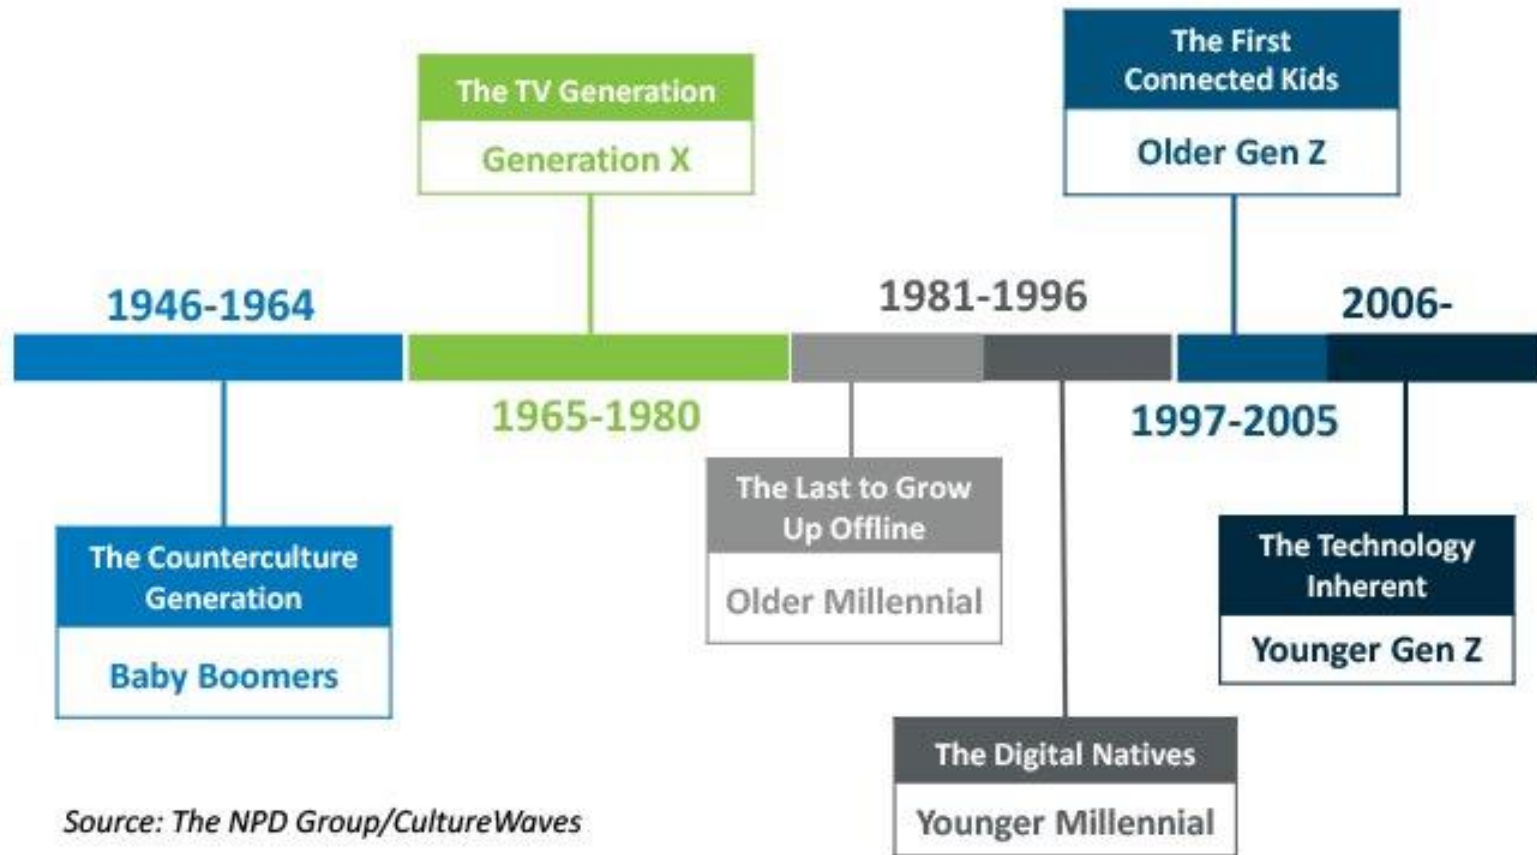 The First
Connected Kids
Older Gen Z
The TV Generation
Generation X
1946-1964
1981-1996
2006-
1965-1980
1997-2005
The Counterculture
Generation
Baby Boomers
The Last to Grow
Up Offline
Older Millennial
The Technology
Inherent
Younger Gen Z
The Digital Natives
Younger Millennial
Source: The NPD Group/CultureWaves